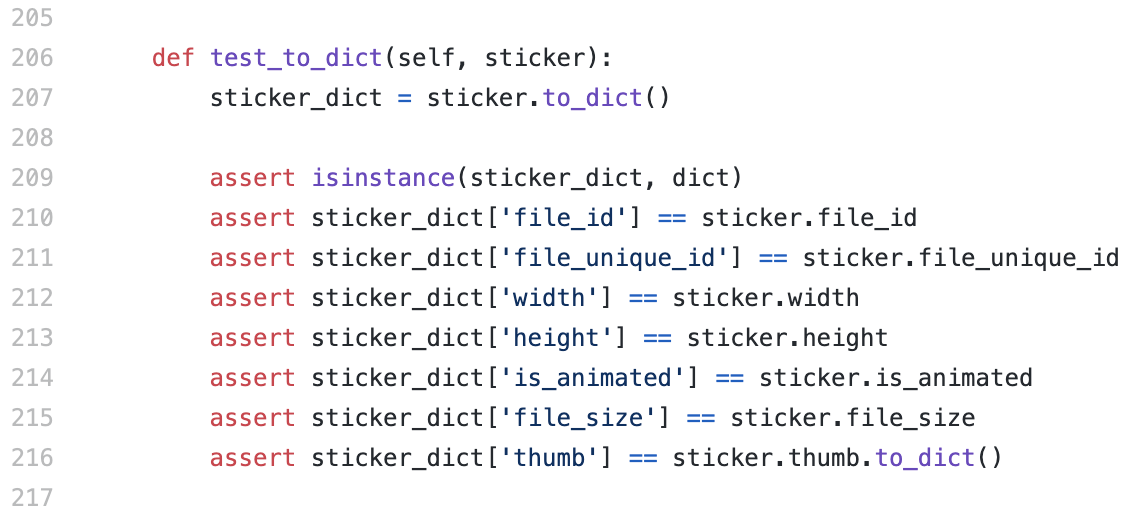 205
206 def test_to_dict(self, sticker):
207 sticker_dict = sticker.to_dict()
208
209 assert isinstance(sticker_dict, dict)
210 assert sticker_dict['file_id'] == sticker.file_id
211 assert sticker_dict['file_unique_id'] == sticker.file_unique_id
212 assert sticker_dict['width'] == sticker.width
213 assert sticker_dict['height'] == sticker.height
214 assert sticker_dict['is_animated'] == sticker.is_animated
215 assert sticker_dict['file_size'] == sticker.file_size
216 assert sticker_dict['thumb'] == sticker.thumb.to_dict()
217